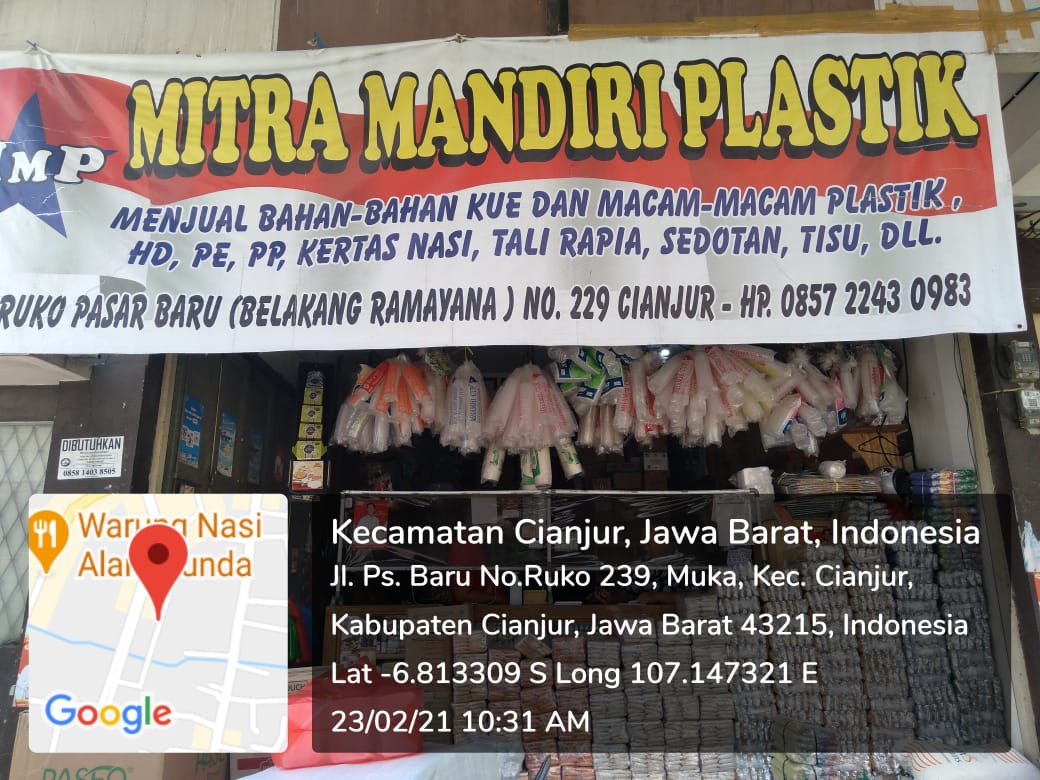 MITRA MANDIRI PLASTIK
MP
MENJUAL BAHAN-BAHAN KUE DAN MACAM-MACAM PLASTIK,
HD, PE, PP, KERTAS NASI, TALI RAPIA, SEDOTAN, TISU, DLL.
RUKO PASAR BARU (BELAKANG RAMAYANA) NO. 229 CIANJUR - HP. 0857 2243 0983
DIBUTUHKAN
0858 1403 8505
Warung Nasi
Google
Kecamatan Cianjur, Jawa Barat, Indonesia
Jl. Ps. Baru No.Ruko 239, Muka, Kec. Cianjur,
Kabupaten Cianjur, Jawa Barat 43215, Indonesia
Lat -6.813309 S Long 107.147321 E
23/02/21 10:31 AM
PASEO